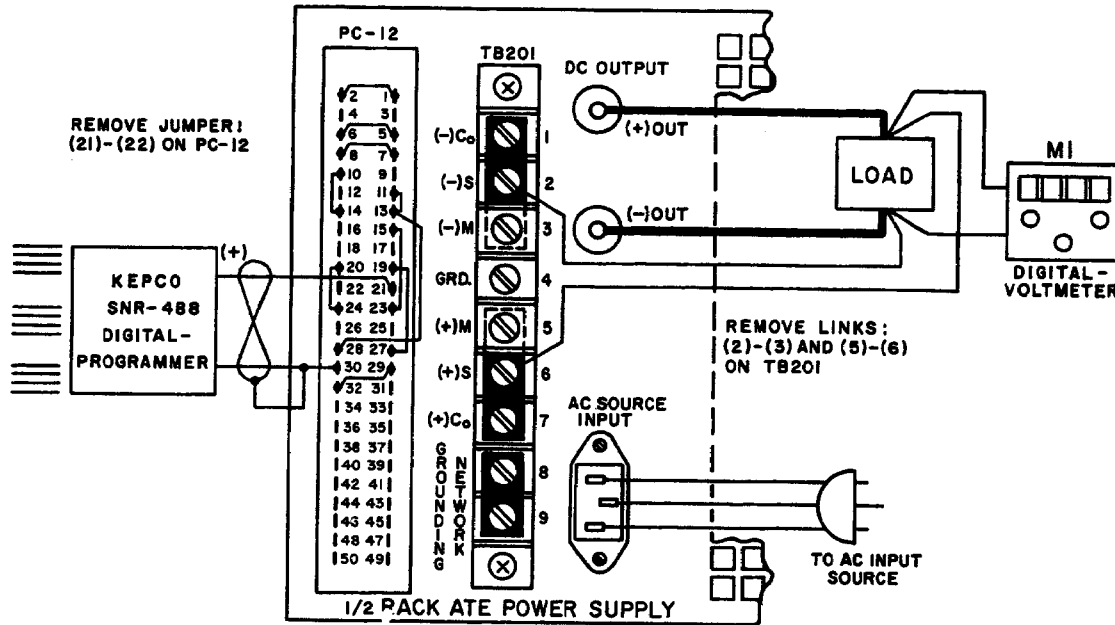 PC-12
TB201
DC OUTPUT
REMOVE JUMPER:
(21)-(22) ON PC-12
2 1
4 3
6 5
8 7
10 9
12 11
14 13
16 15
18 17
20 19
22 21
24 23
26 25
28 27
30 29
32 31
34 33
36 35
38 37
40 39
42 41
44 43
46 45
48 47
50 49
(-)Co 1
(-)S 2
(-)M 3
GRD. 4
(+)M 5
(+)S 6
(+)Co 7
GROUNDING
NETWORK
8
9
(+)OUT
(-)OUT
LOAD
M1
DIGITAL-
VOLTMETER
(+)
KEPCO
SNR-488
DIGITAL-
PROGRAMMER
REMOVE LINKS:
(2)-(3) AND (5)-(6)
ON TB201
AC SOURCE
INPUT
TO AC INPUT
SOURCE
1/2 RACK ATE POWER SUPPLY